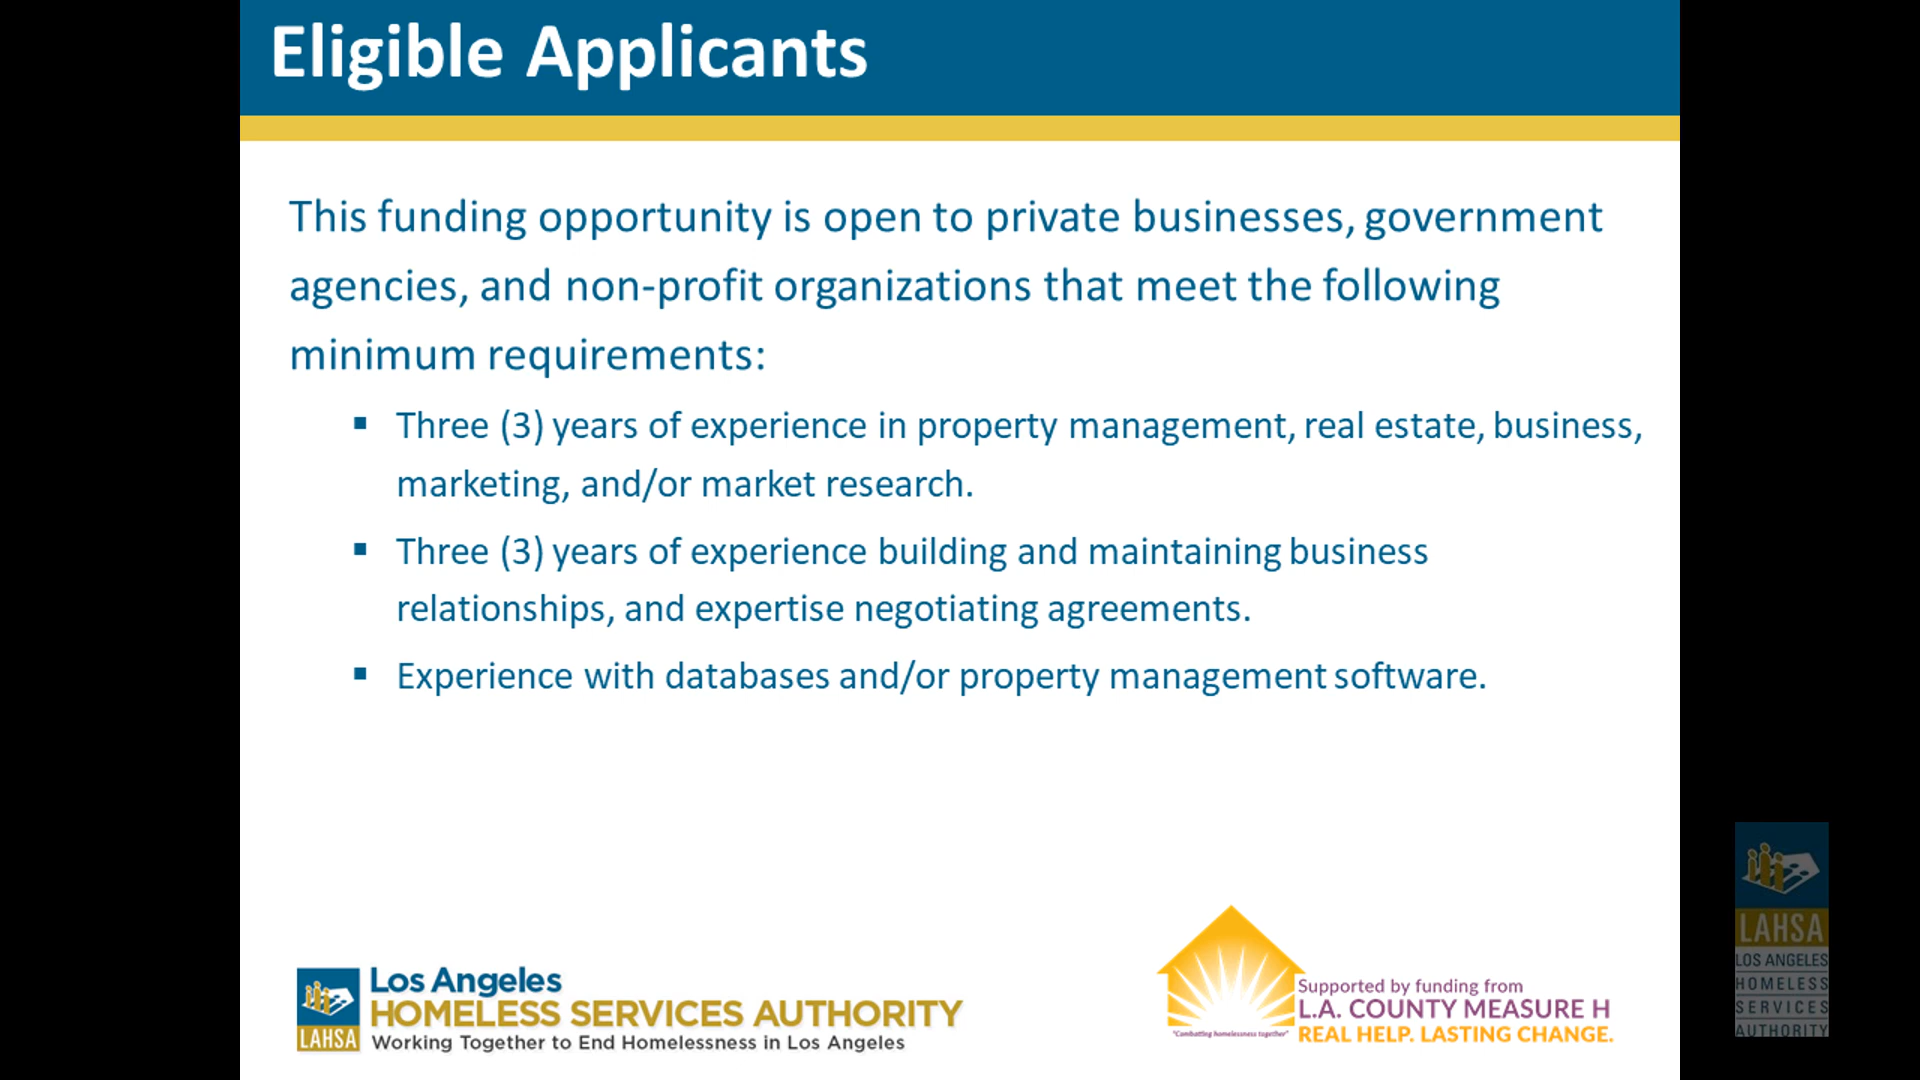 Eligible Applicants
This funding opportunity is open to private businesses, government
agencies, and non-profit organizations that meet the following
minimum requirements:
▪ Three (3) years of experience in property management, real estate, business,
marketing, and/or market research.
▪ Three (3) years of experience building and maintaining business
relationships, and expertise negotiating agreements.
▪ Experience with databases and/or property management software.
LAHSA
Los Angeles
HOMELESS SERVICES AUTHORITY
Working Together to End Homelessness in Los Angeles
"Combatting homelessness together"
Supported by funding from
L.A. COUNTY MEASURE H
REAL HELP. LASTING CHANGE.
LAHSA
LOS ANGELES
HOMELESS
SERVICES
AUTHORITY